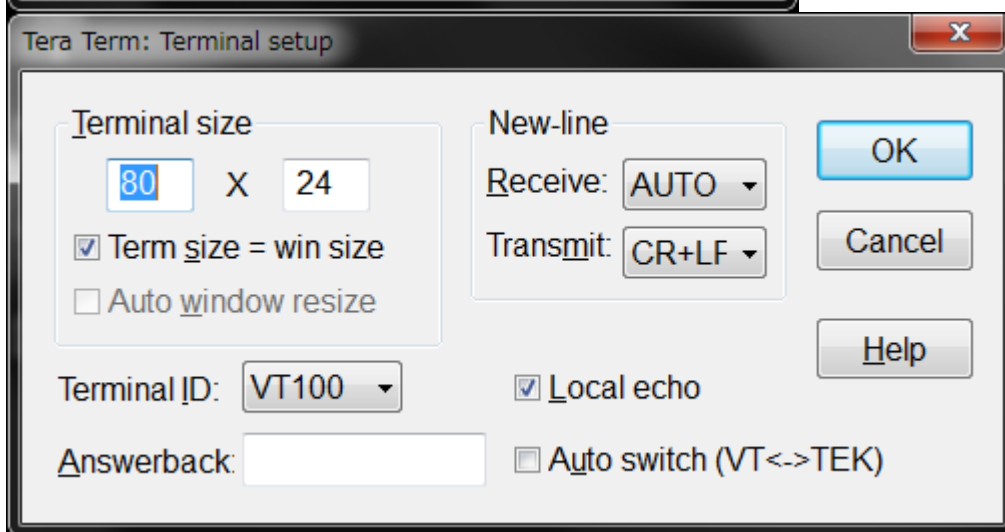 Tera Term: Terminal setup
Terminal size
80 X 24
Term size = win size
Auto window resize
New-line
Receive: AUTO
Transmit: CR+LF
OK
Cancel
Help
Terminal ID: VT100
Local echo
Answerback:
Auto switch (VT<->TEK)